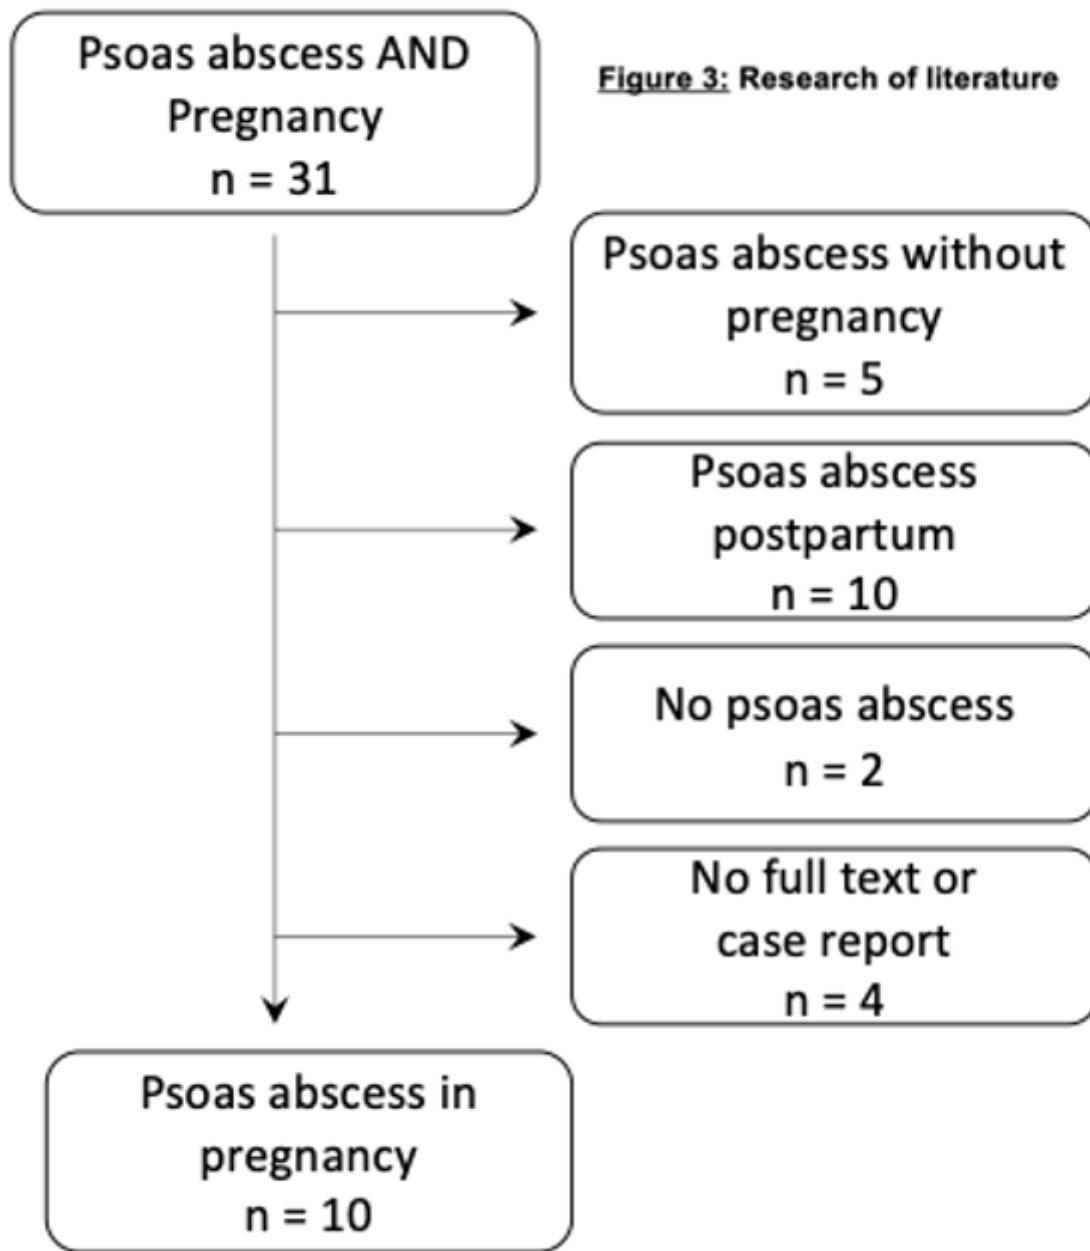 Psoas abscess AND
Pregnancy
n = 31
Figure 3: Research of literature
Psoas abscess without
pregnancy
n = 5
Psoas abscess
postpartum
n = 10
No psoas abscess
n = 2
No full text or
case report
n = 4
Psoas abscess in
pregnancy
n = 10